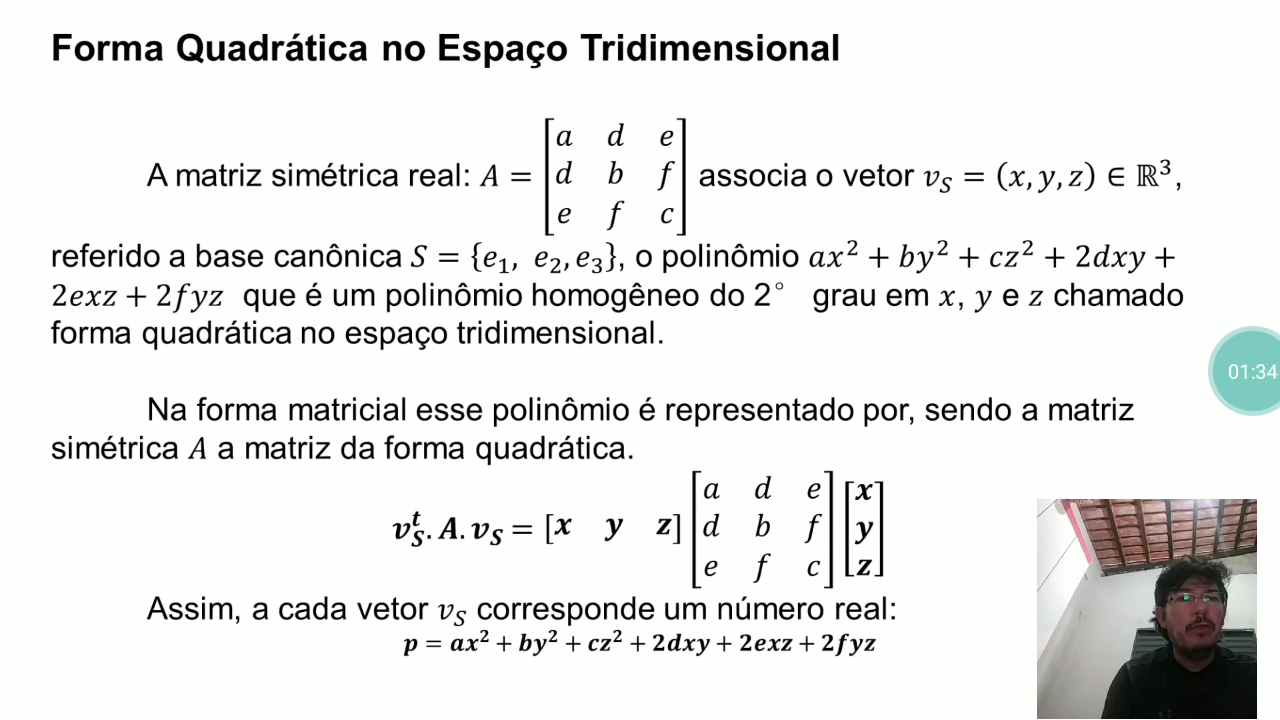 Forma Quadrática no Espaço Tridimensional
A matriz simétrica real: A = [a d e; d b f; e f c] associa o vetor v_S = (x, y, z) ∈ ℝ³,
referido a base canônica S = {e₁, e₂, e₃}, o polinômio ax² + by² + cz² + 2dxy +
2exz + 2fyz que é um polinômio homogêneo do 2° grau em x, y e z chamado
forma quadrática no espaço tridimensional.
01:34
Na forma matricial esse polinômio é representado por, sendo a matriz
simétrica A a matriz da forma quadrática.
v_S^t. A. v_S = [x y z] [a d e; d b f; e f c] [x; y; z]
Assim, a cada vetor v_S corresponde um número real:
p = ax² + by² + cz² + 2dxy + 2exz + 2fyz